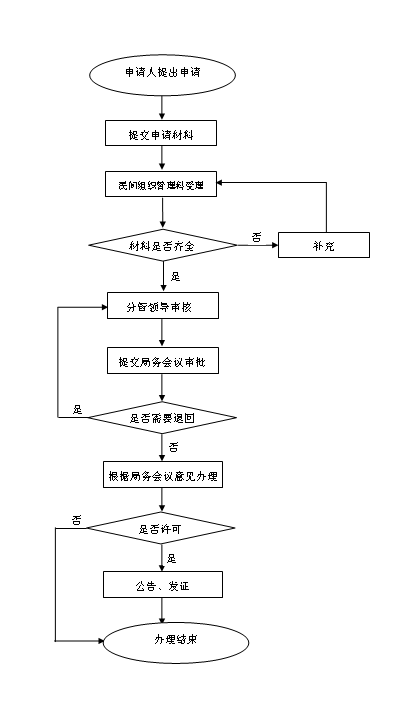 申请人提出申请
提交申请材料
民间组织管理科受理
材料是否齐全
否
补充
是
分管领导审核
提交局务会议审批
是否需要退回
是
否
根据局务会议意见办理
是否许可
否
是
公告、发证
办理结束